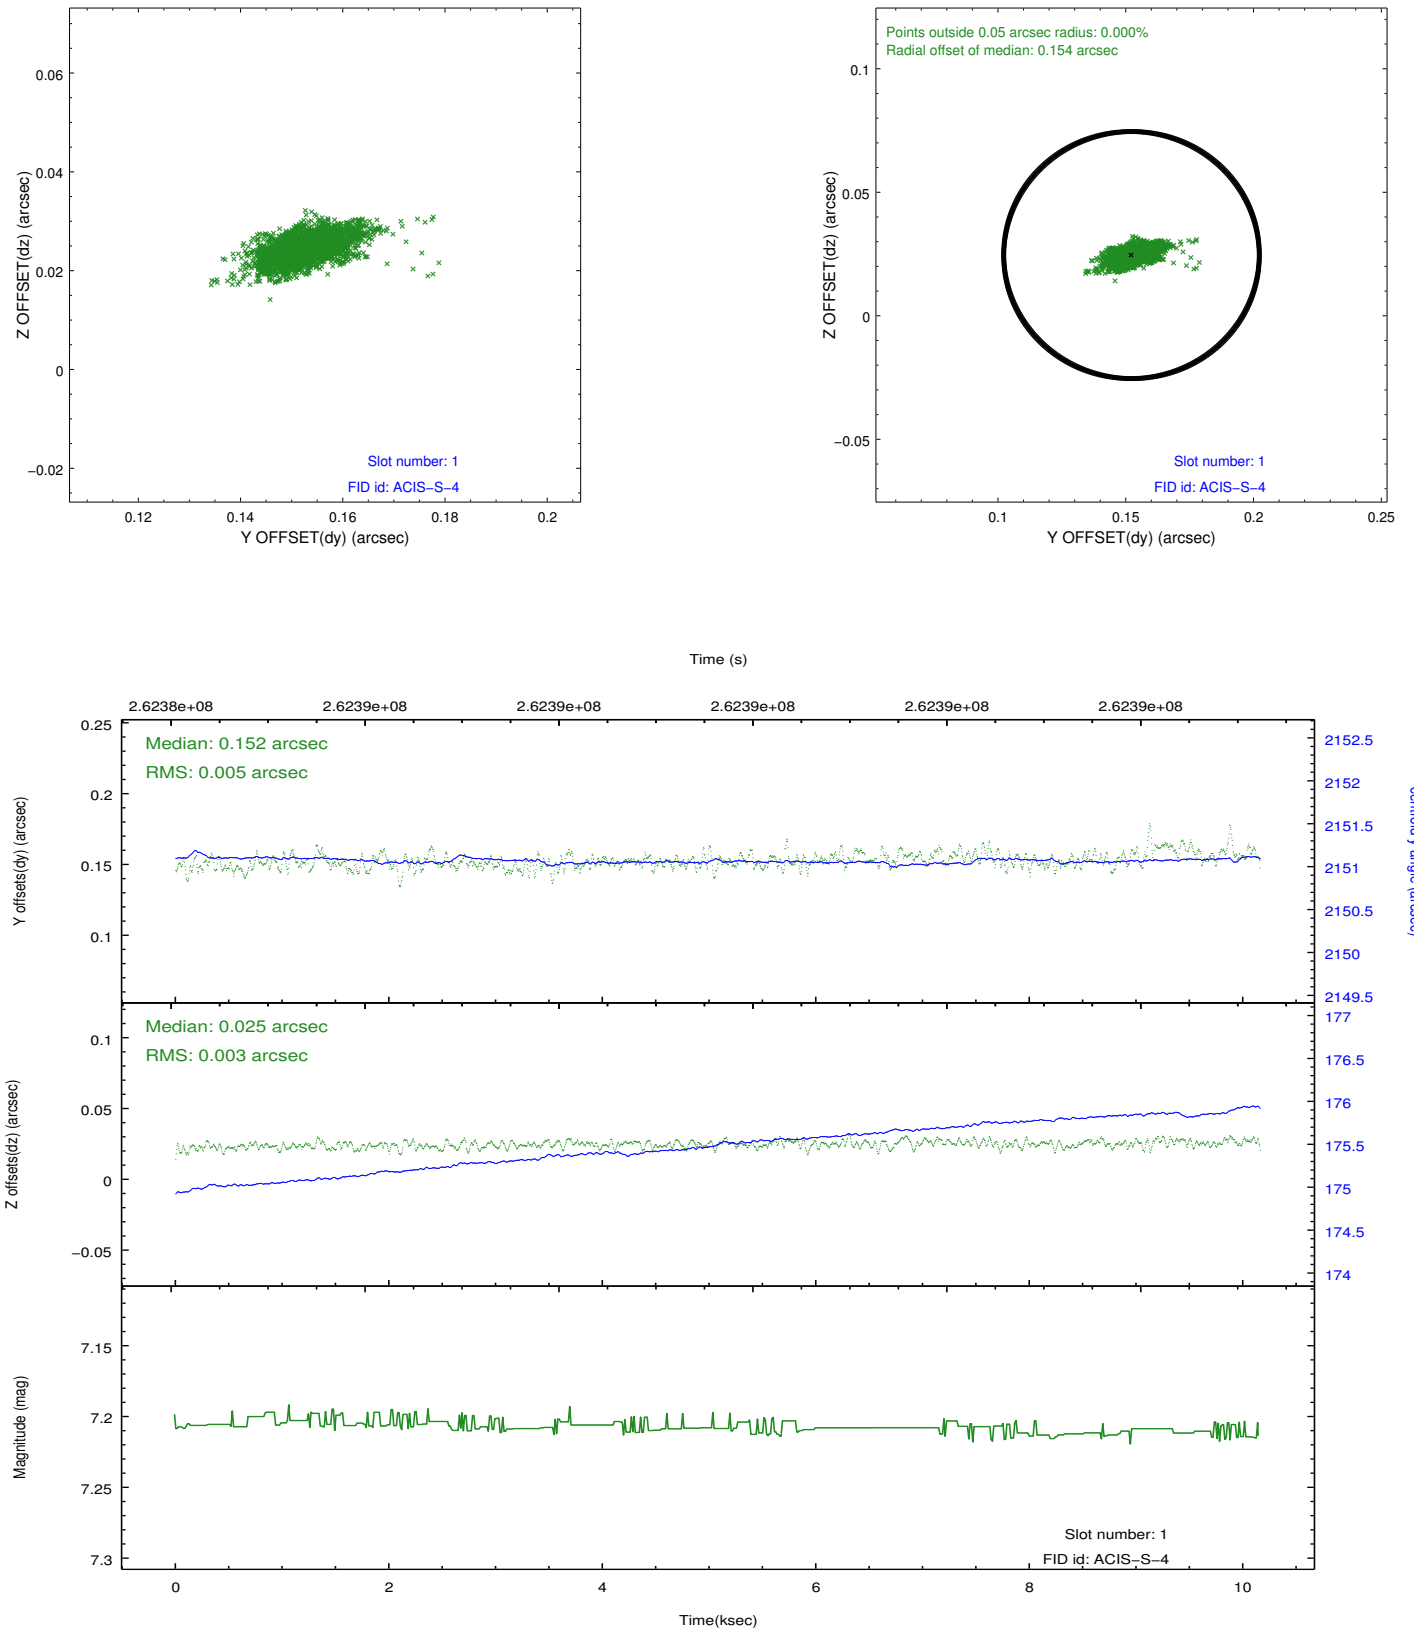 0.06
0.04
0.02
0
−0.02
Z OFFSET(dz) (arcsec)
Slot number: 1
FID id: ACIS−S−4
0.12 0.14 0.16 0.18 0.2
Y OFFSET(dy) (arcsec)
Points outside 0.05 arcsec radius: 0.000%
Radial offset of median: 0.154 arcsec
0.1
0.05
0
−0.05
Z OFFSET(dz) (arcsec)
Slot number: 1
FID id: ACIS−S−4
0.1 0.15 0.2 0.25
Y OFFSET(dy) (arcsec)
Time (s)
2.6238e+08 2.6239e+08 2.6239e+08 2.6239e+08 2.6239e+08 2.6239e+08
Median: 0.152 arcsec
RMS: 0.005 arcsec
0.25
0.2
0.15
0.1
Y offsets(dy) (arcsec)
2152.5
2152
2151.5
2151
2150.5
2150
2149.5
Median: 0.025 arcsec
RMS: 0.003 arcsec
0.1
0.05
0
−0.05
Z offsets(dz) (arcsec)
177
176.5
176
175.5
175
174.5
174
7.15
7.2
7.25
7.3
Magnitude (mag)
Slot number: 1
FID id: ACIS−S−4
0 2 4 6 8 10
Time(ksec)